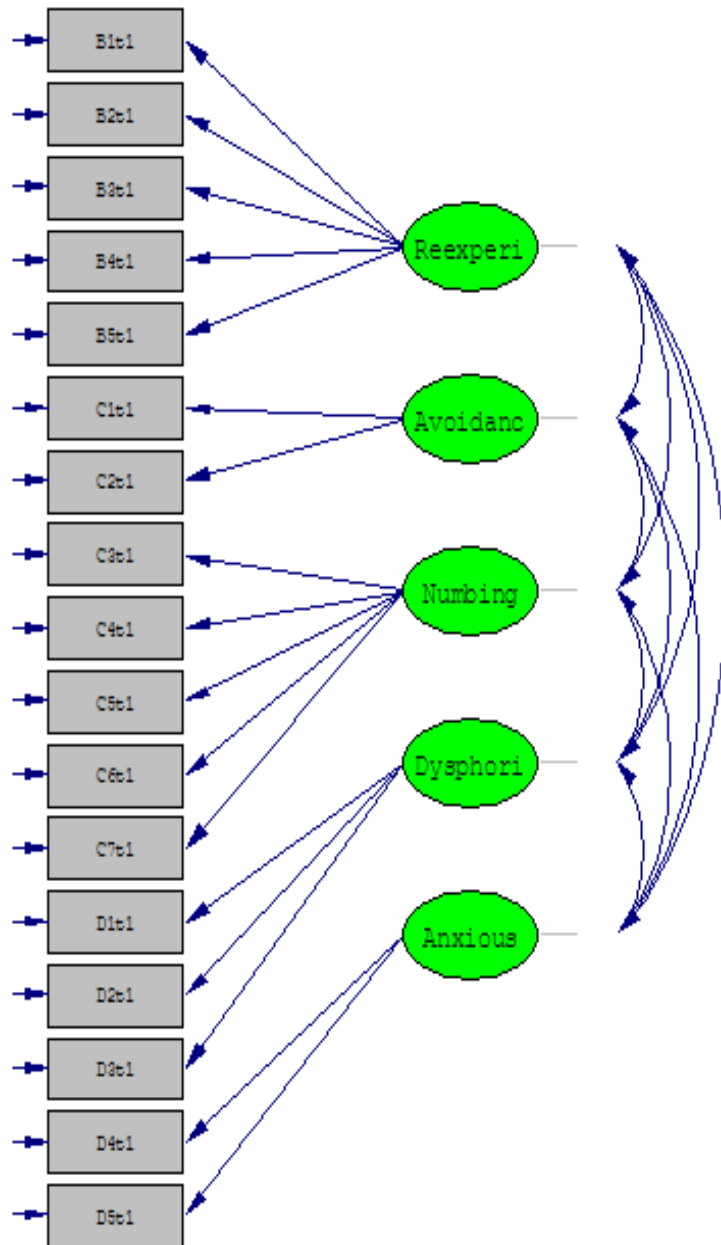 B1t1
B2t1
B3t1
B4t1
B5t1
C1t1
C2t1
C3t1
C4t1
C5t1
C6t1
C7t1
D1t1
D2t1
D3t1
D4t1
D5t1
Reexperi
Avoidanc
Numbing
Dysphori
Anxious